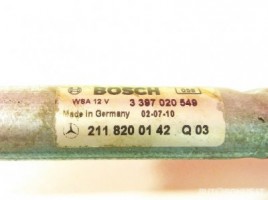 BOSCH
WBA 12 V 3 397 020 549
Made in Germany 02-07-10
211 820 01 42 Q 03